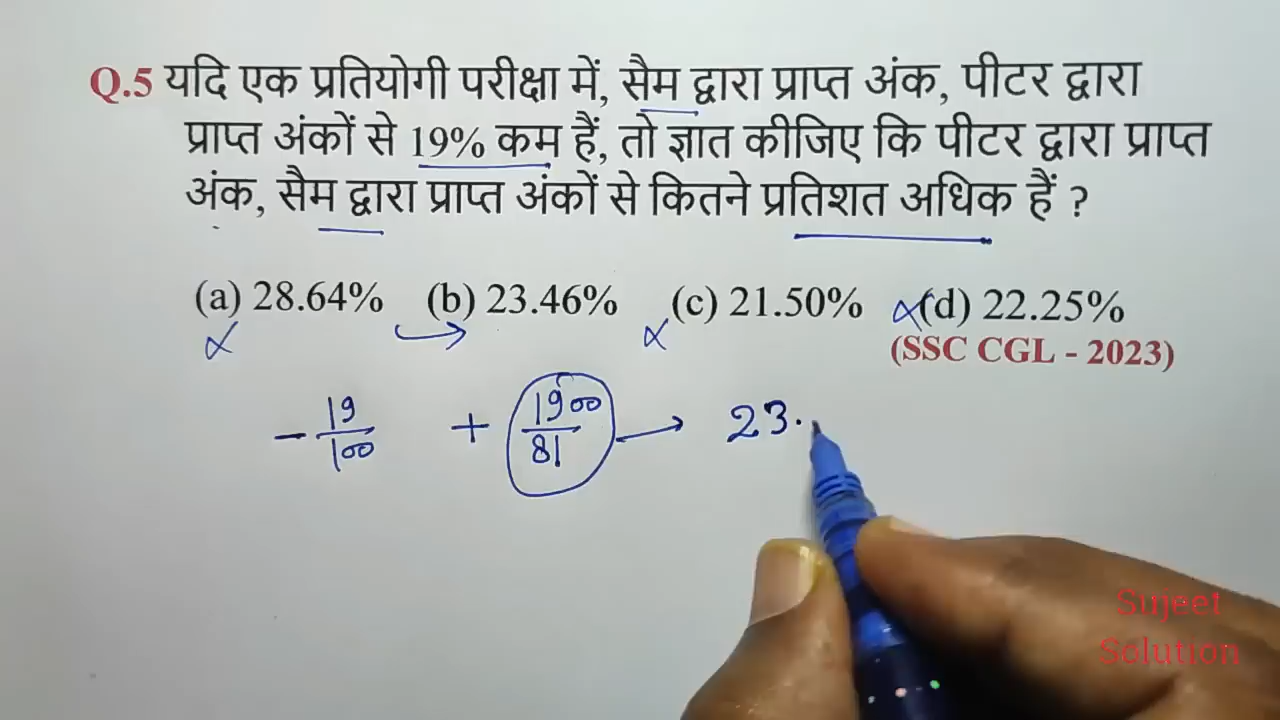 Q.5 यदि एक प्रतियोगी परीक्षा में, सैम द्वारा प्राप्त अंक, पीटर द्वारा
प्राप्त अंकों से 19% कम हैं, तो ज्ञात कीजिए कि पीटर द्वारा प्राप्त
अंक, सैम द्वारा प्राप्त अंकों से कितने प्रतिशत अधिक हैं ?
(a) 28.64% (b) 23.46% (c) 21.50% (d) 22.25%
(SSC CGL - 2023)
- 19/100 + 1900/81 → 23.
Sujeet
Solution